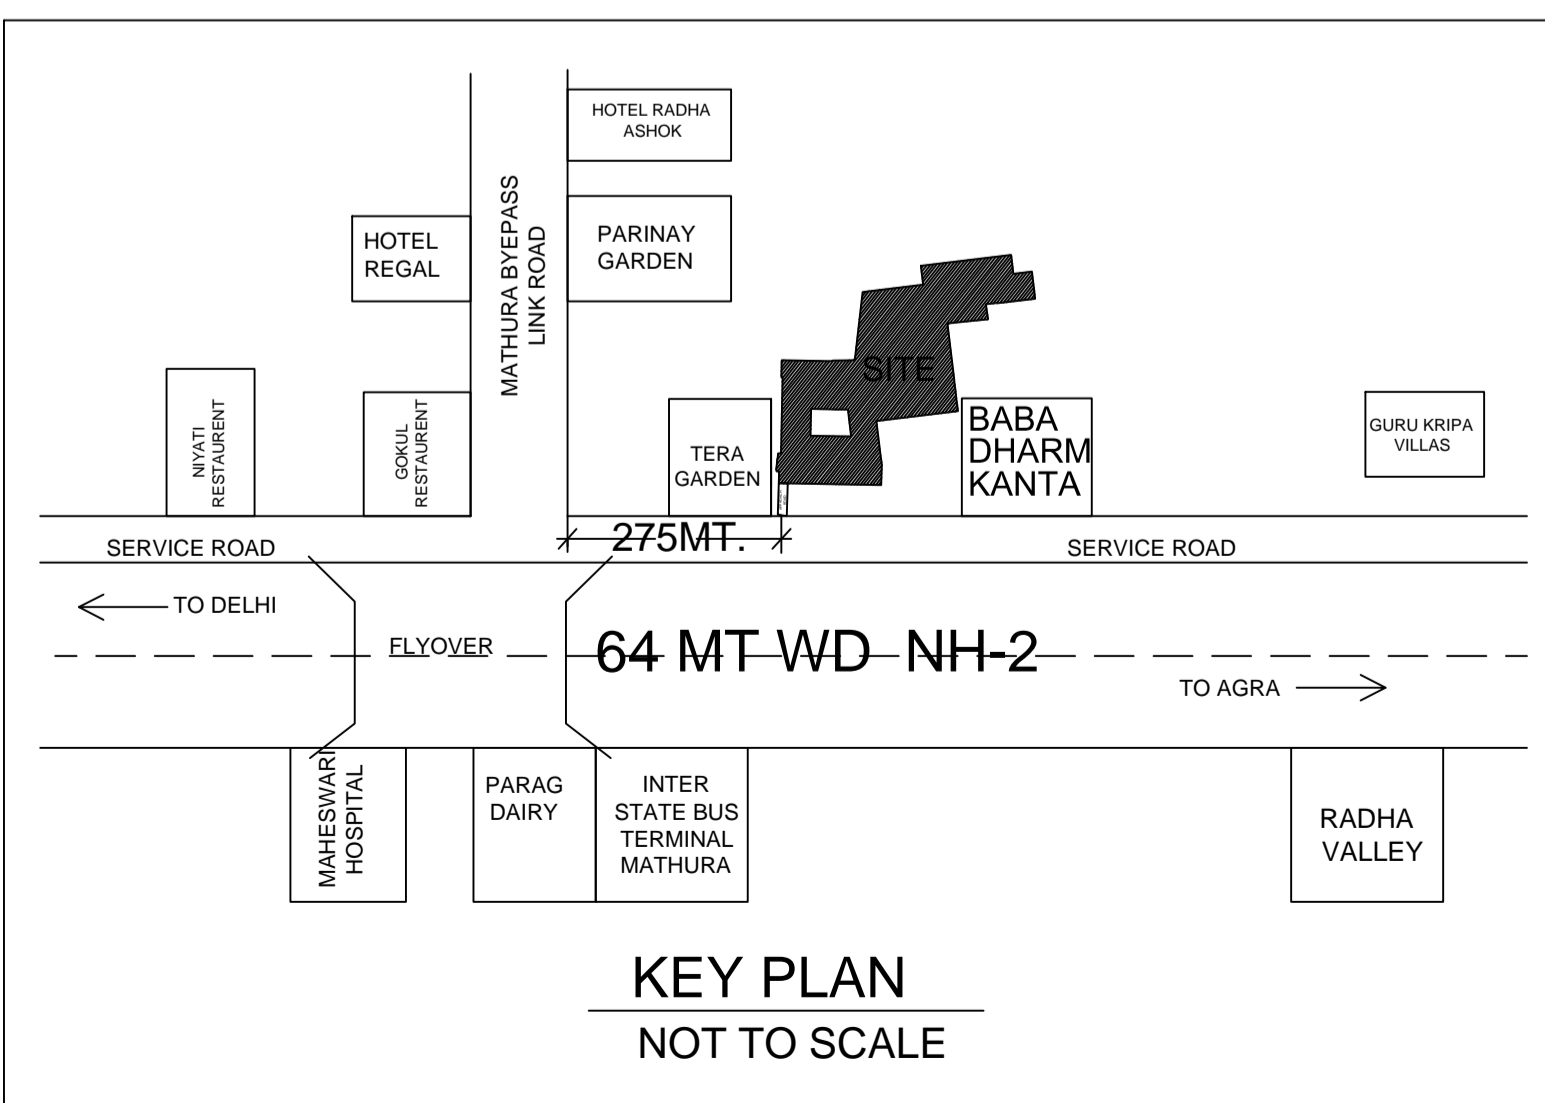 HOTEL RADHA
ASHOK
MATHURA BYEPASS
LINK ROAD
HOTEL
REGAL
PARINAY
GARDEN
SITE
NIYATI
RESTAURENT
GOKUL
RESTAURENT
TERA
GARDEN
BABA
DHARM
KANTA
GURU KRIPA
VILLAS
275MT.
SERVICE ROAD
SERVICE ROAD
TO DELHI
FLYOVER
64 MT WD NH-2
TO AGRA
MAHESWARI
HOSPITAL
PARAG
DAIRY
INTER
STATE BUS
TERMINAL
MATHURA
RADHA
VALLEY
KEY PLAN
NOT TO SCALE